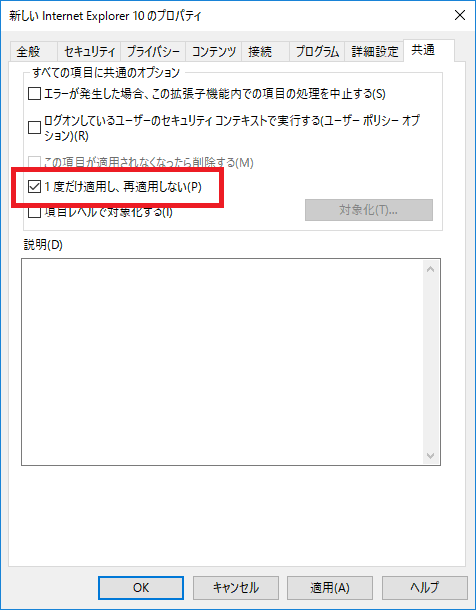 新しい Internet Explorer 10 のプロパティ
全般 セキュリティ プライバシー コンテンツ 接続 プログラム 詳細設定 共通
すべての項目に共通のオプション
エラーが発生した場合、この拡張子機能内での項目の処理を中止する(S)
ログオンしているユーザーのセキュリティ コンテキストで実行する(ユーザー ポリシー オプ
ション)(R)
この項目が適用されなくなったら削除する(M)
1 度だけ適用し、再適用しない(P)
項目レベルで対象化する(I)
対象化(T)...
説明(D)
OK キャンセル 適用(A) ヘルプ